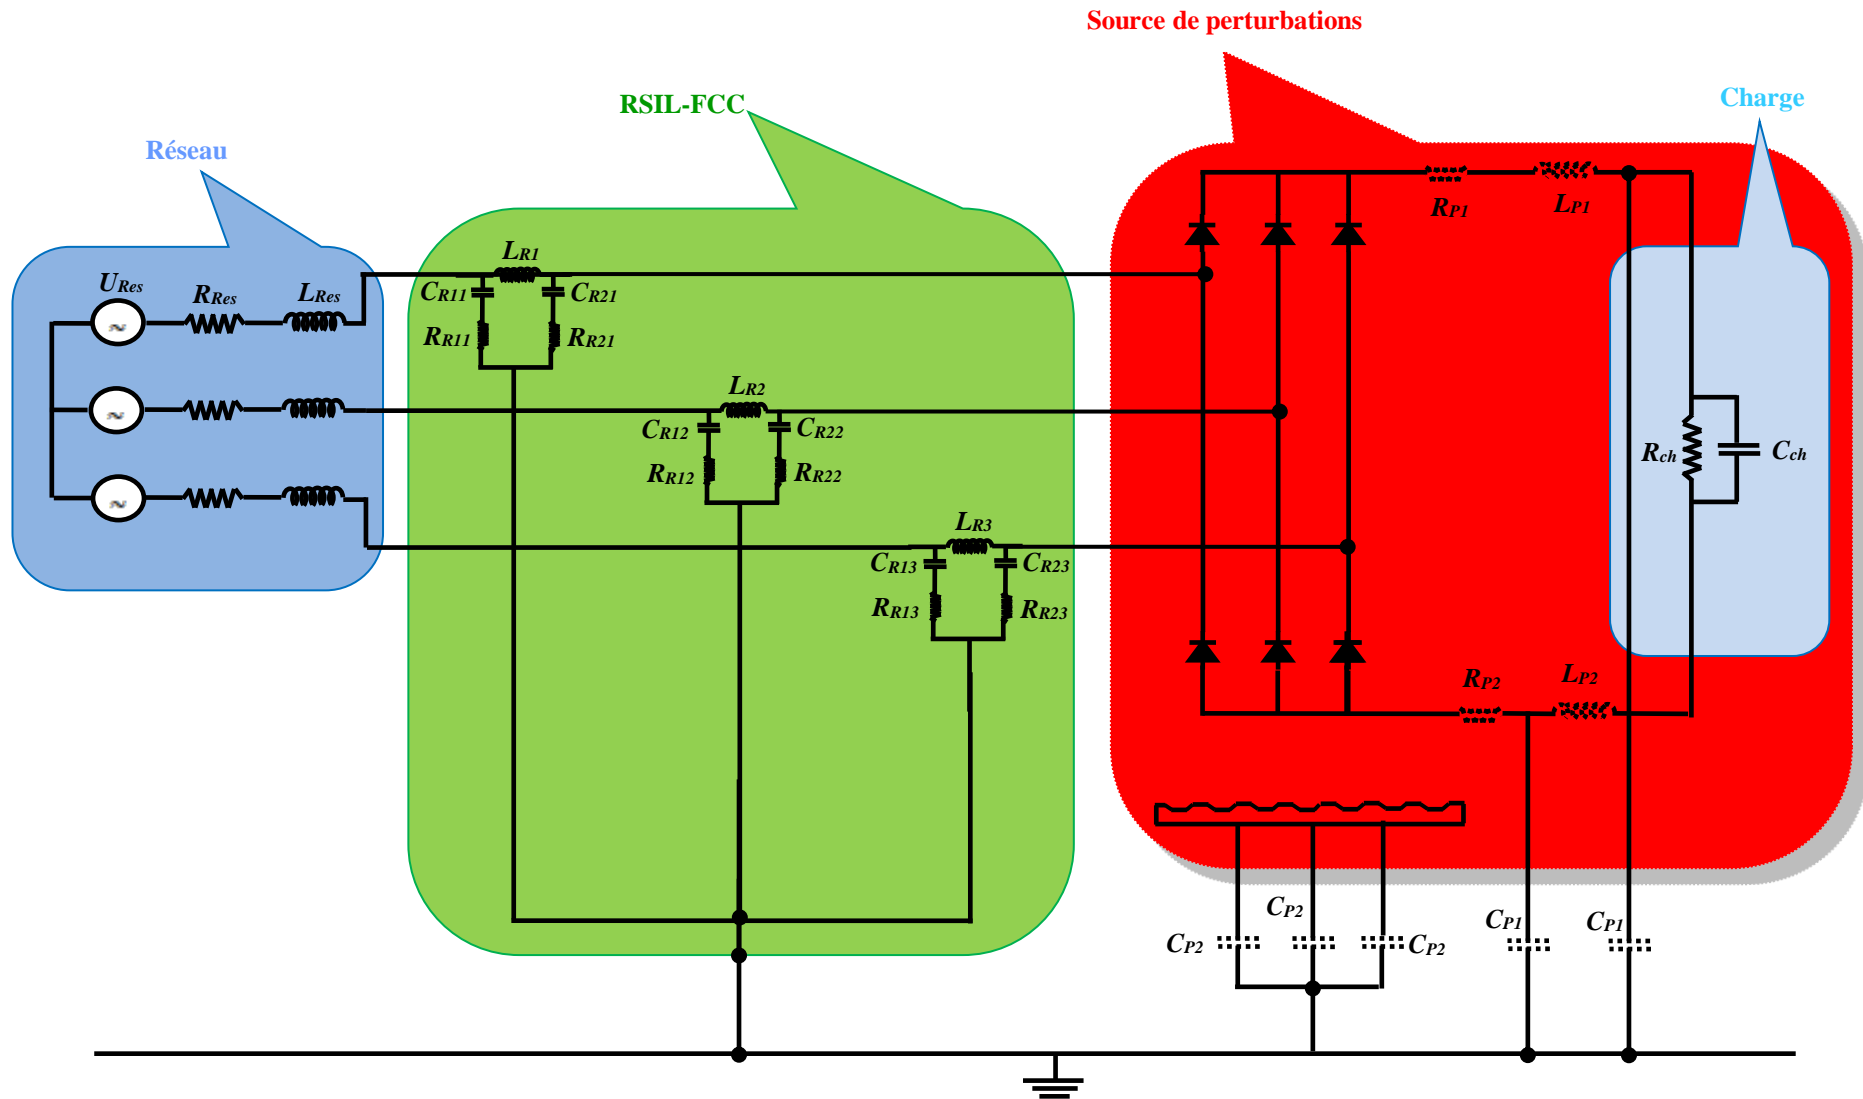 Source de perturbations
RSIL-FCC
Charge
Réseau
RP1
LP1
LR1
URes
RRes
LRes
CR11
CR21
RR11
RR21
LR2
CR12
CR22
RR12
RR22
Rch
Cch
LR3
CR13
CR23
RR13
RR23
RP2
LP2
CP2
CP1
CP1
CP2
CP2